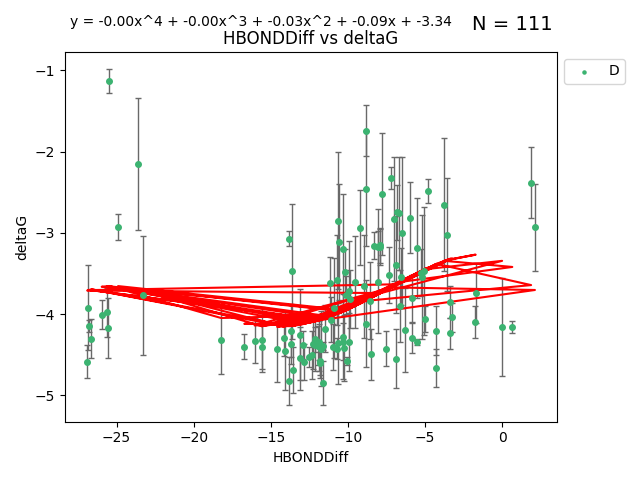 y = -0.00x^4 + -0.00x^3 + -0.03x^2 + -0.09x + -3.34
N = 111
HBONDDiff vs deltaG
D
−1
−2
−3
−4
−5
deltaG
−25
−20
−15
−10
−5
0
HBONDDiff